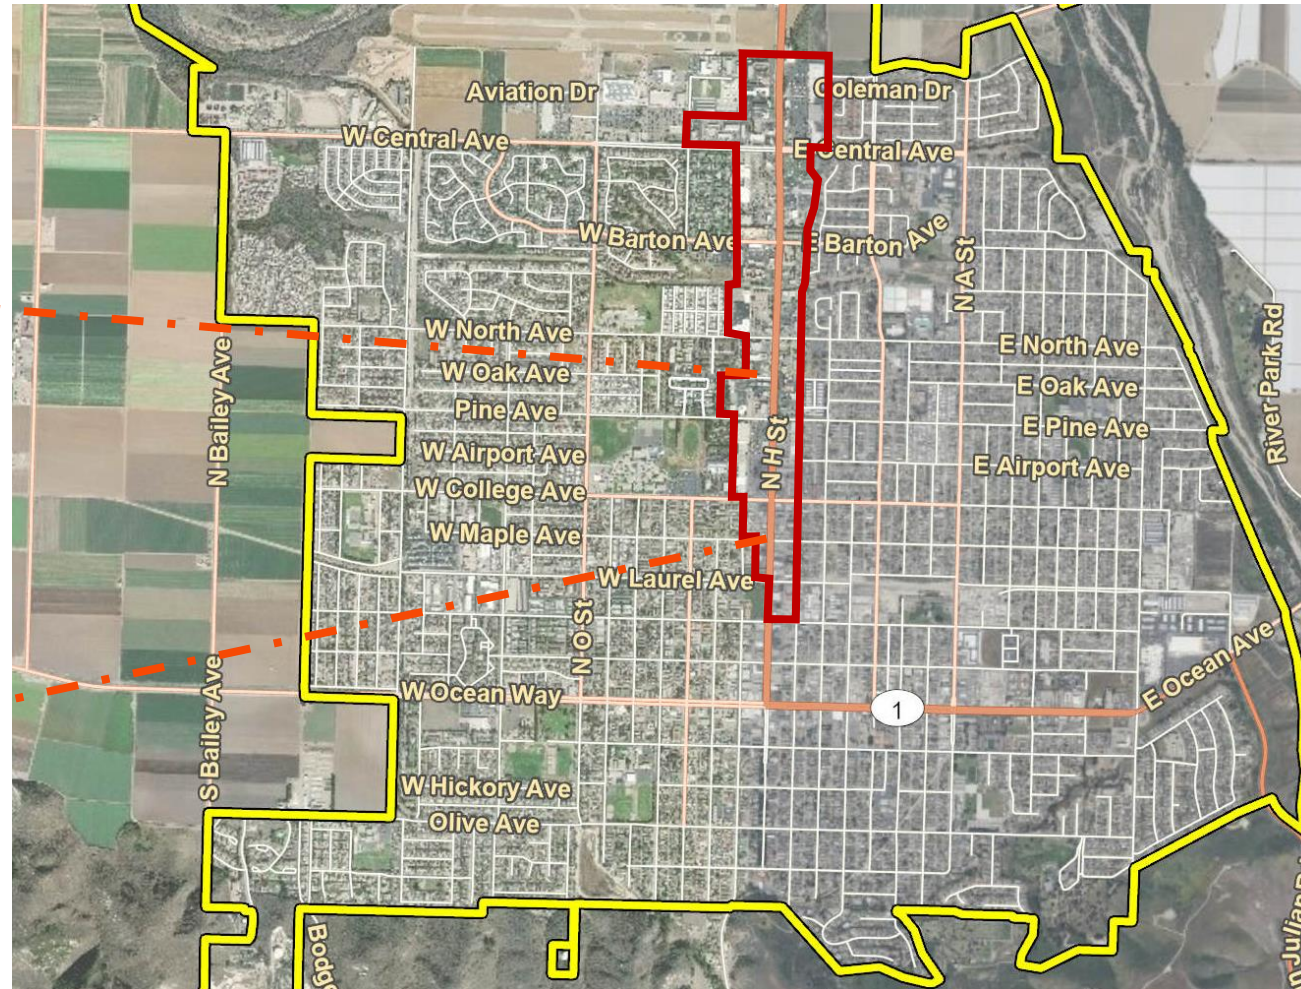 Aviation Dr
Coleman Dr
W Central Ave
E Central Ave
W Barton Ave
E Barton Ave
N A St
W North Ave
E North Ave
River Park Rd
W Oak Ave
E Oak Ave
N Bailey Ave
Pine Ave
E Pine Ave
N H St
W Airport Ave
E Airport Ave
W College Ave
W Maple Ave
W Laurel Ave
N O St
E Ocean Ave
S Bailey Ave
W Ocean Way
1
W Hickory Ave
Olive Ave
Bodg
n Julian